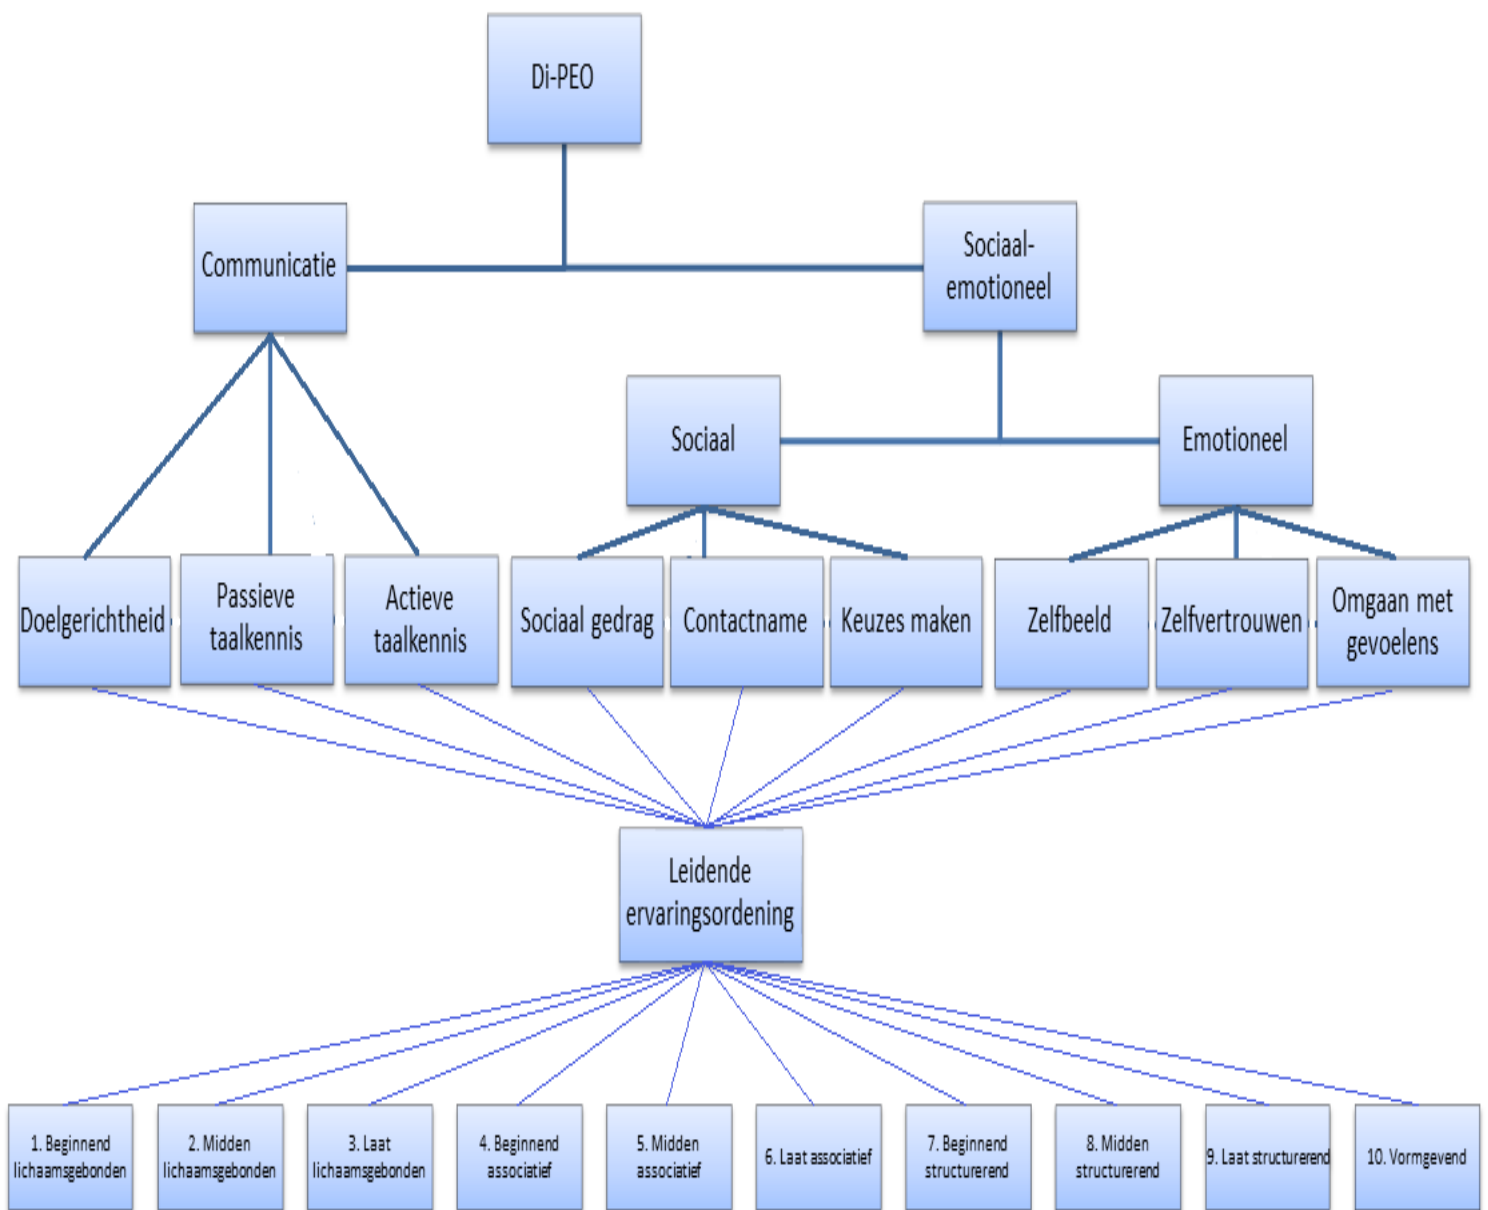 Di-PEO
Communicatie
Sociaal-
emotioneel
Sociaal
Emotioneel
Doelgerichtheid
Passieve
taalkennis
Actieve
taalkennis
Sociaal gedrag
Contactname
Keuzes maken
Zelfbeeld
Zelfvertrouwen
Omgaan met
gevoelens
Leidende
ervaringsordening
1. Beginnend
lichaamsgebonden
2. Midden
lichaamsgebonden
3. Laat
lichaamsgebonden
4. Beginnend
associatief
5. Midden
associatief
6. Laat associatief
7. Beginnend
structurerend
8. Midden
structurerend
9. Laat structurerend
10. Vormgevend